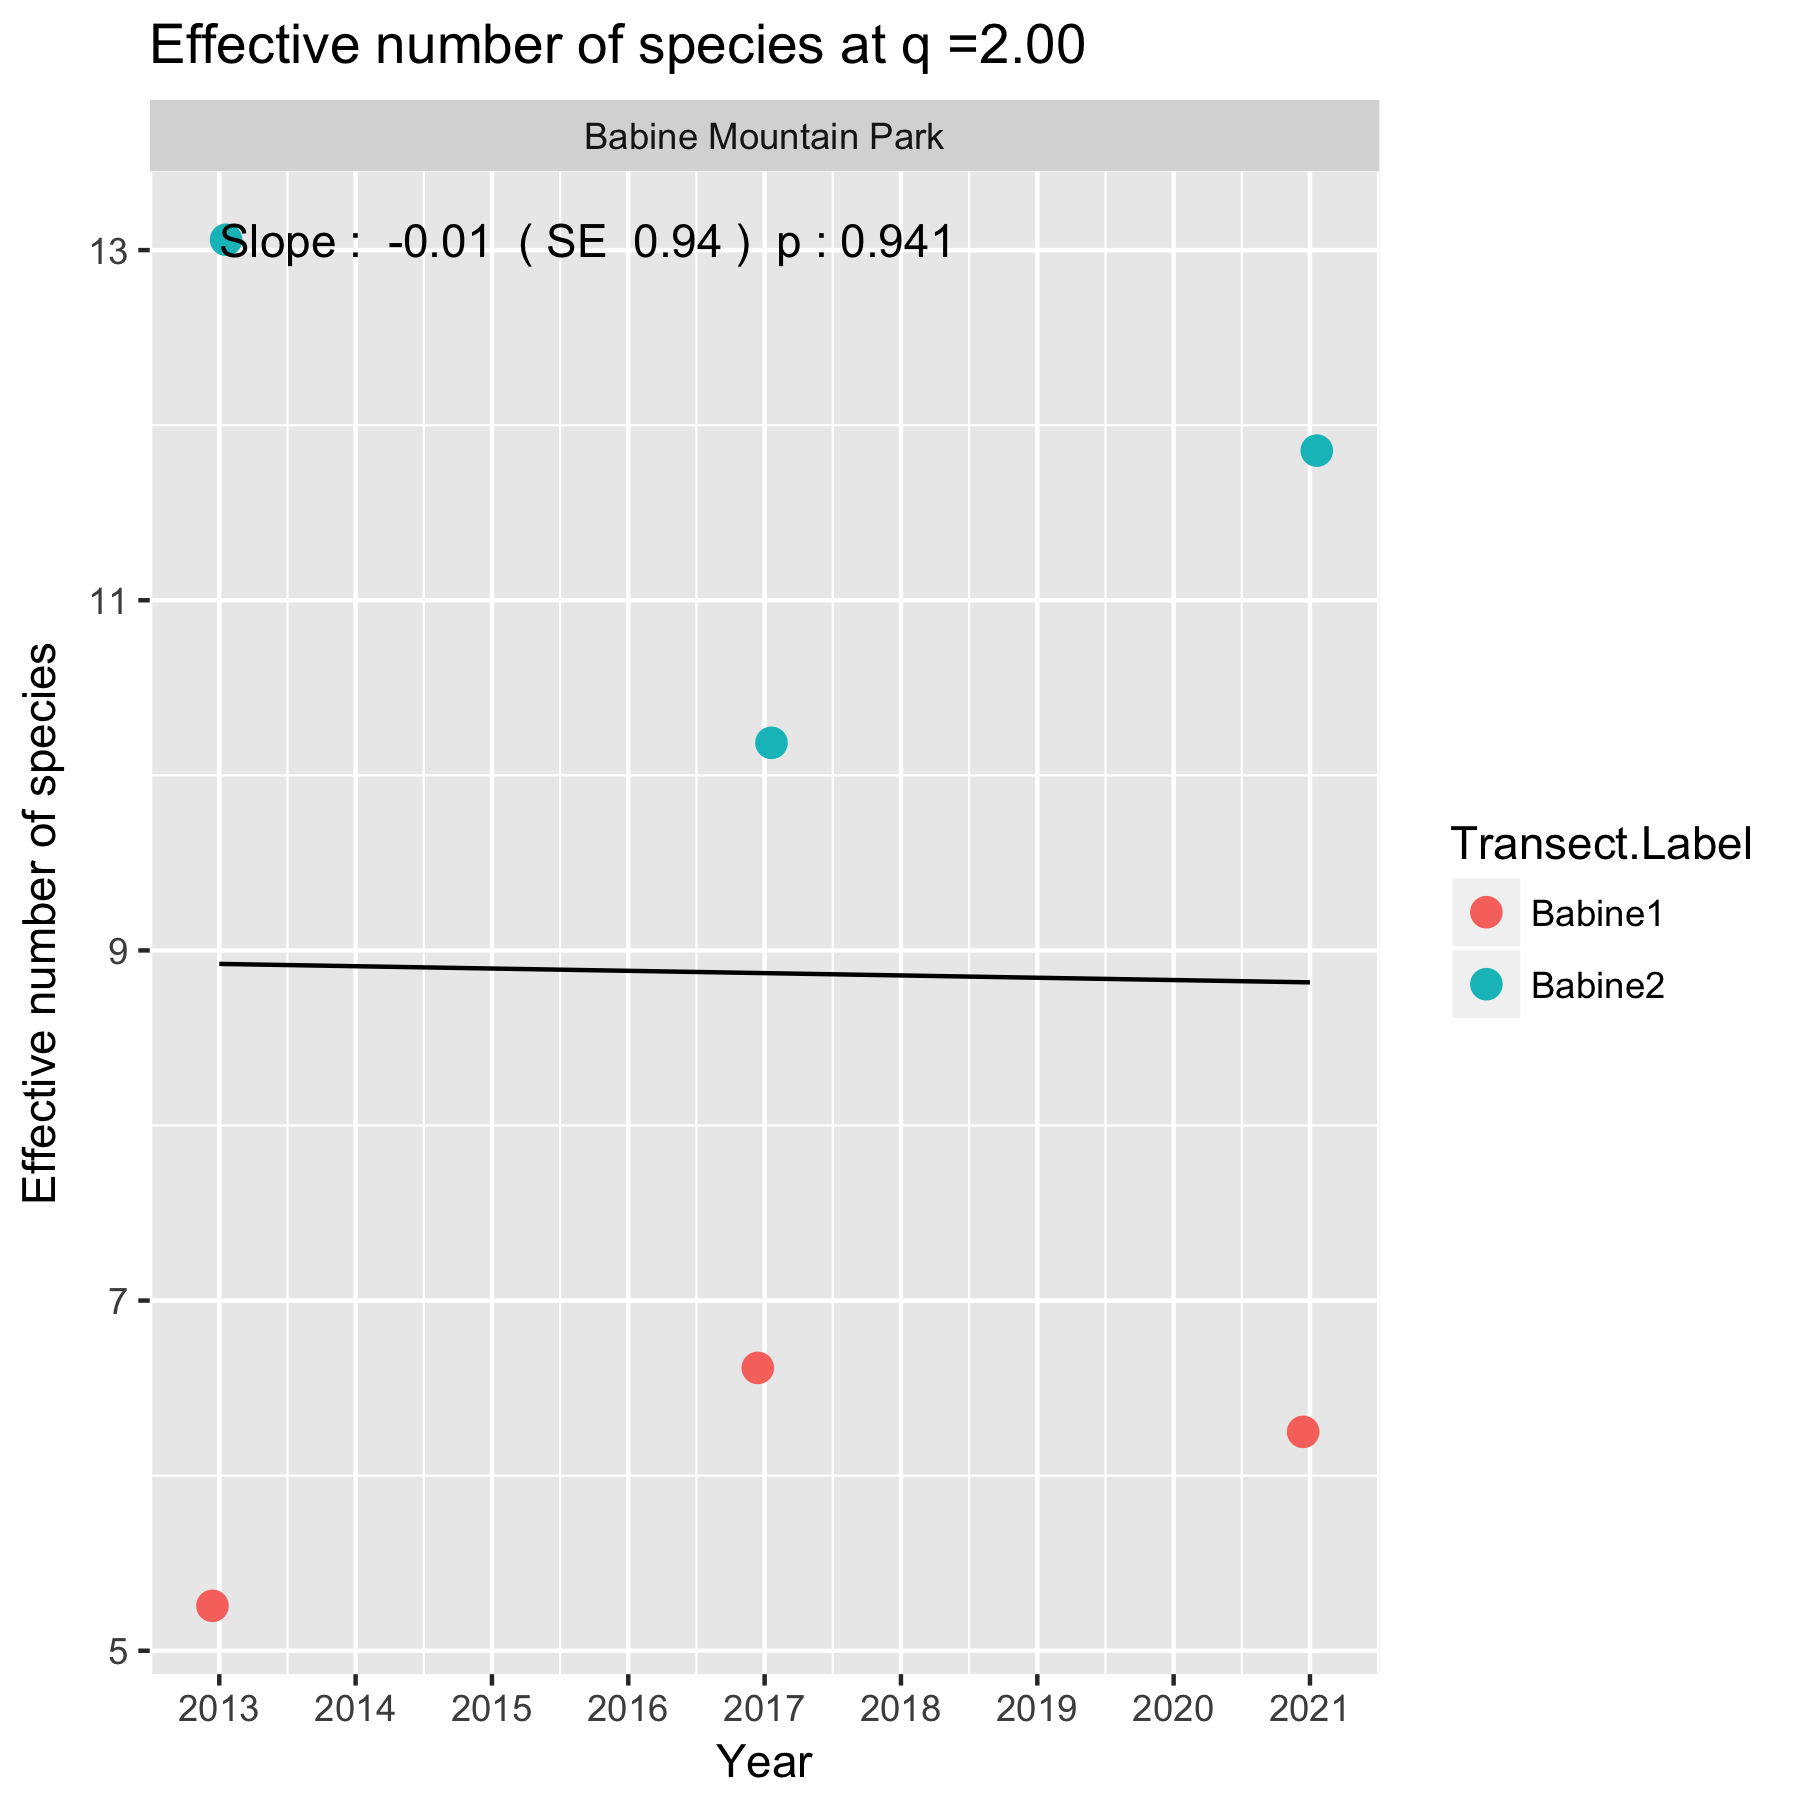 Effective number of species at q =2.00
Babine Mountain Park
Slope :  -0.01  ( SE  0.94 )  p : 0.941
13
11
9
7
5
Effective number of species
2013 2014 2015 2016 2017 2018 2019 2020 2021
Year
Transect.Label
Babine1
Babine2